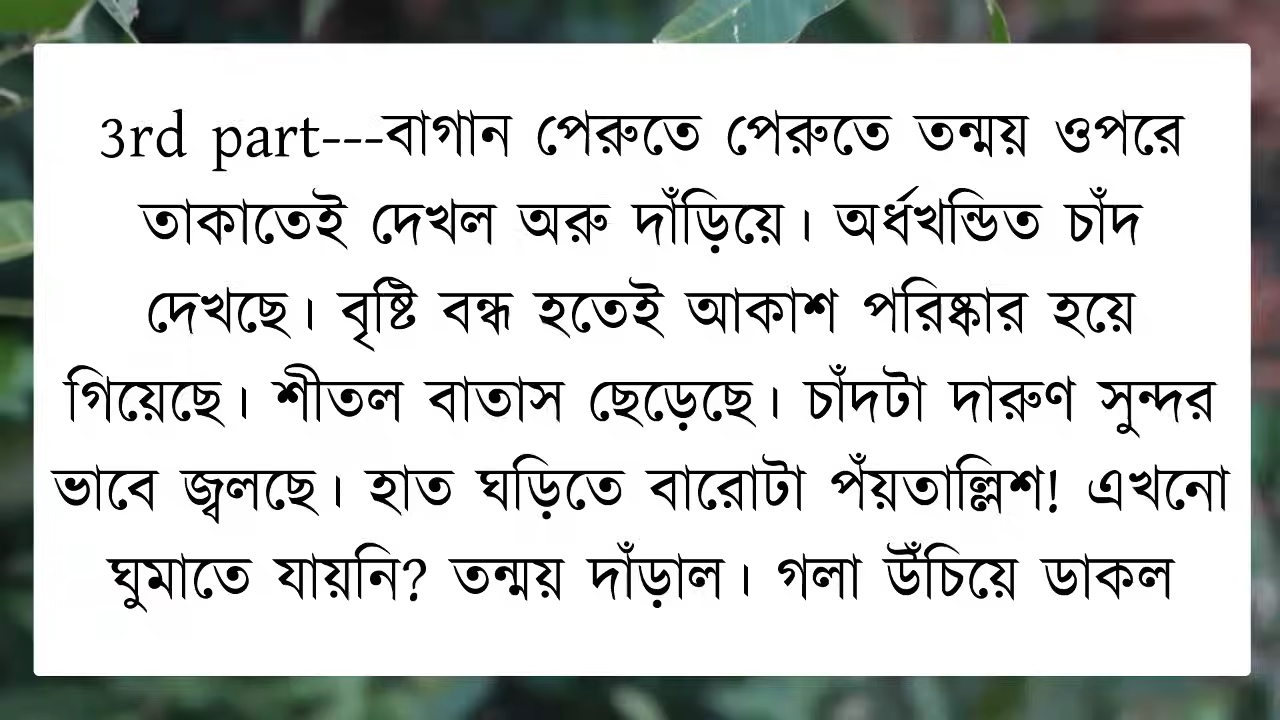 3rd part---বাগান পেরুতে পেরুতে তন্ময় ওপরে
তাকাতেই দেখল অরু দাঁড়িয়ে। অর্ধখন্ডিত চাঁদ
দেখছে। বৃষ্টি বন্ধ হতেই আকাশ পরিষ্কার হয়ে
গিয়েছে। শীতল বাতাস ছেড়েছে। চাঁদটা দারুণ সুন্দর
ভাবে জ্বলছে। হাত ঘড়িতে বারোটা পঁয়তাল্লিশ! এখনো
ঘুমাতে যায়নি? তন্ময় দাঁড়াল। গলা উঁচিয়ে ডাকল